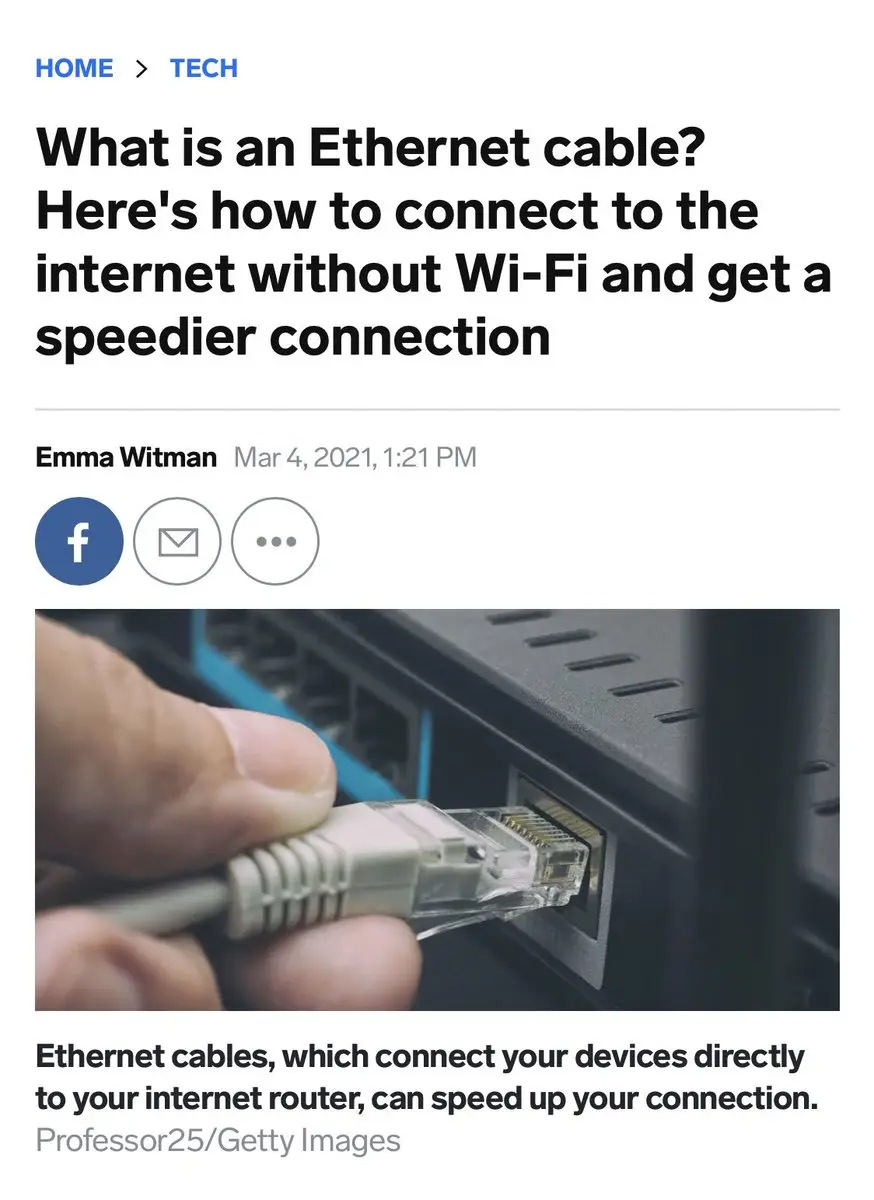 HOME > TECH
What is an Ethernet cable?
Here's how to connect to the
internet without Wi-Fi and get a
speedier connection
Emma Witman Mar 4, 2021, 1:21 PM
f
Ethernet cables, which connect your devices directly
to your internet router, can speed up your connection.
Professor25/Getty Images